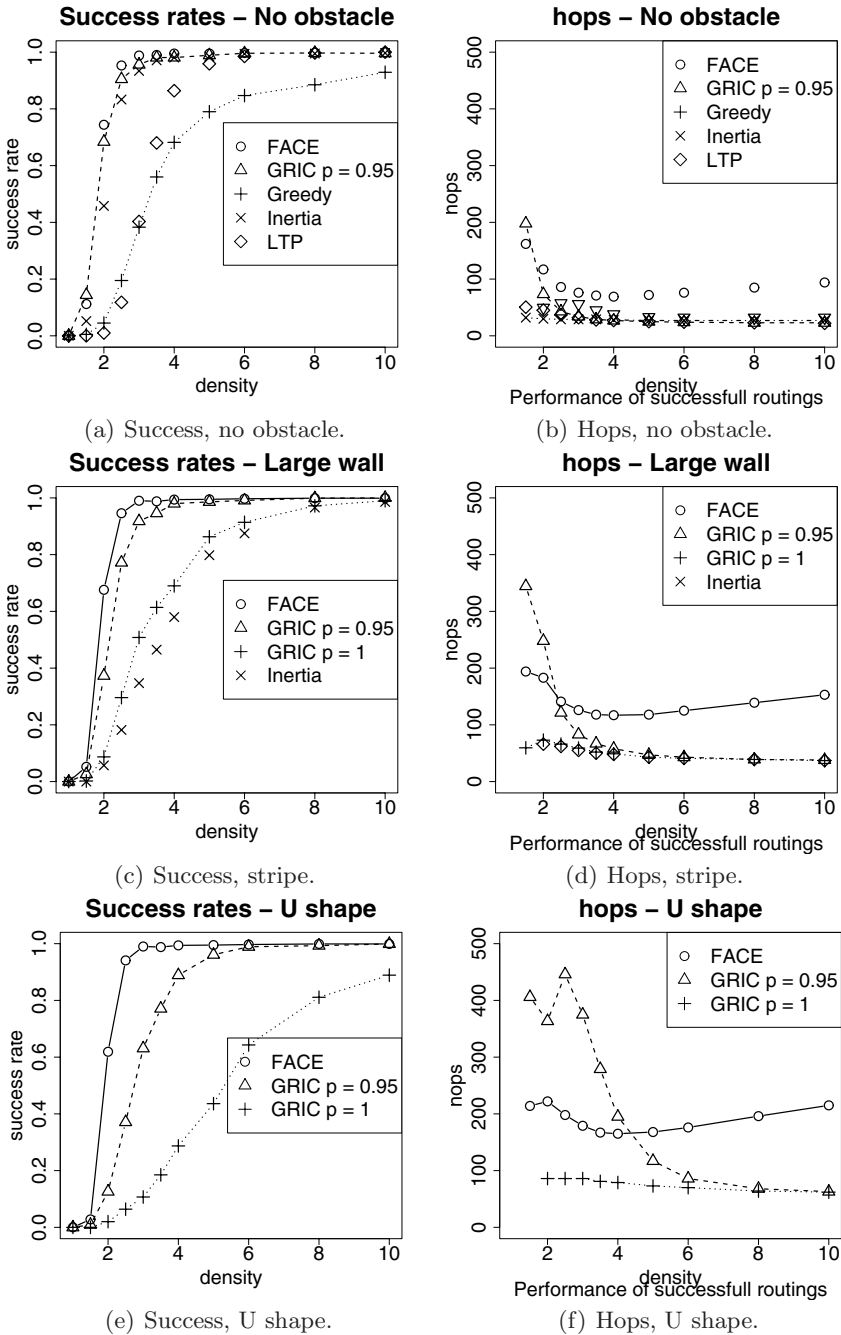 Success rates − No obstacle
success rate
0.0 0.2 0.4 0.6 0.8 1.0
FACE
GRIC p = 0.95
Greedy
Inertia
LTP
2 4 6 8 10
density
(a) Success, no obstacle.
hops − No obstacle
hops
0 100 200 300 400 500
FACE
GRIC p = 0.95
Greedy
Inertia
LTP
2 4 6 8 10
density
Performance of successfull routings
(b) Hops, no obstacle.
Success rates − Large wall
success rate
0.0 0.2 0.4 0.6 0.8 1.0
FACE
GRIC p = 0.95
GRIC p = 1
Inertia
2 4 6 8 10
density
(c) Success, stripe.
hops − Large wall
hops
0 100 200 300 400 500
FACE
GRIC p = 0.95
GRIC p = 1
Inertia
2 4 6 8 10
density
Performance of successfull routings
(d) Hops, stripe.
Success rates − U shape
success rate
0.0 0.2 0.4 0.6 0.8 1.0
FACE
GRIC p = 0.95
GRIC p = 1
2 4 6 8 10
density
(e) Success, U shape.
hops − U shape
hops
0 100 200 300 400 500
FACE
GRIC p = 0.95
GRIC p = 1
2 4 6 8 10
density
Performance of successfull routings
(f) Hops, U shape.